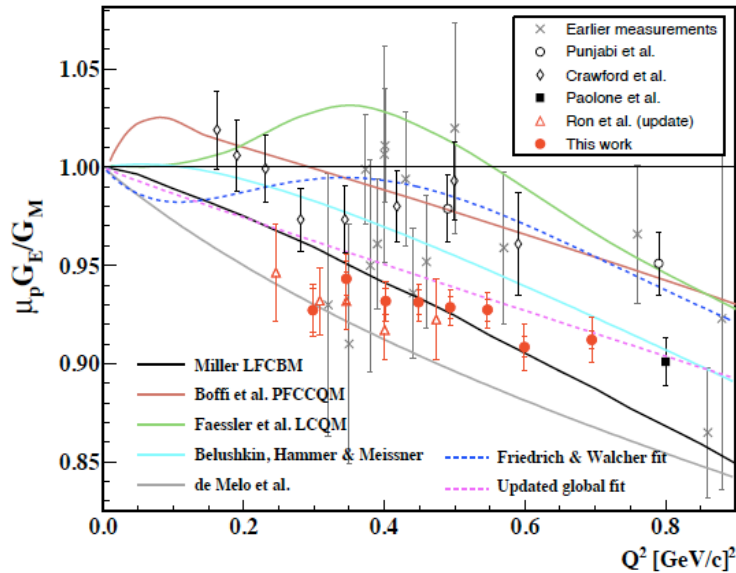 Earlier measurements
Punjabi et al.
Crawford et al.
Paolone et al.
Ron et al. (update)
This work
1.05
1.00
0.95
0.90
0.85
μ_pG_E/G_M
Miller LFCBM
Boffi et al. PFCCQM
Faessler et al. LCQM
Belushkin, Hammer & Meissner
de Melo et al.
Friedrich & Walcher fit
Updated global fit
0.0 0.2 0.4 0.6 0.8
Q² [GeV/c]²